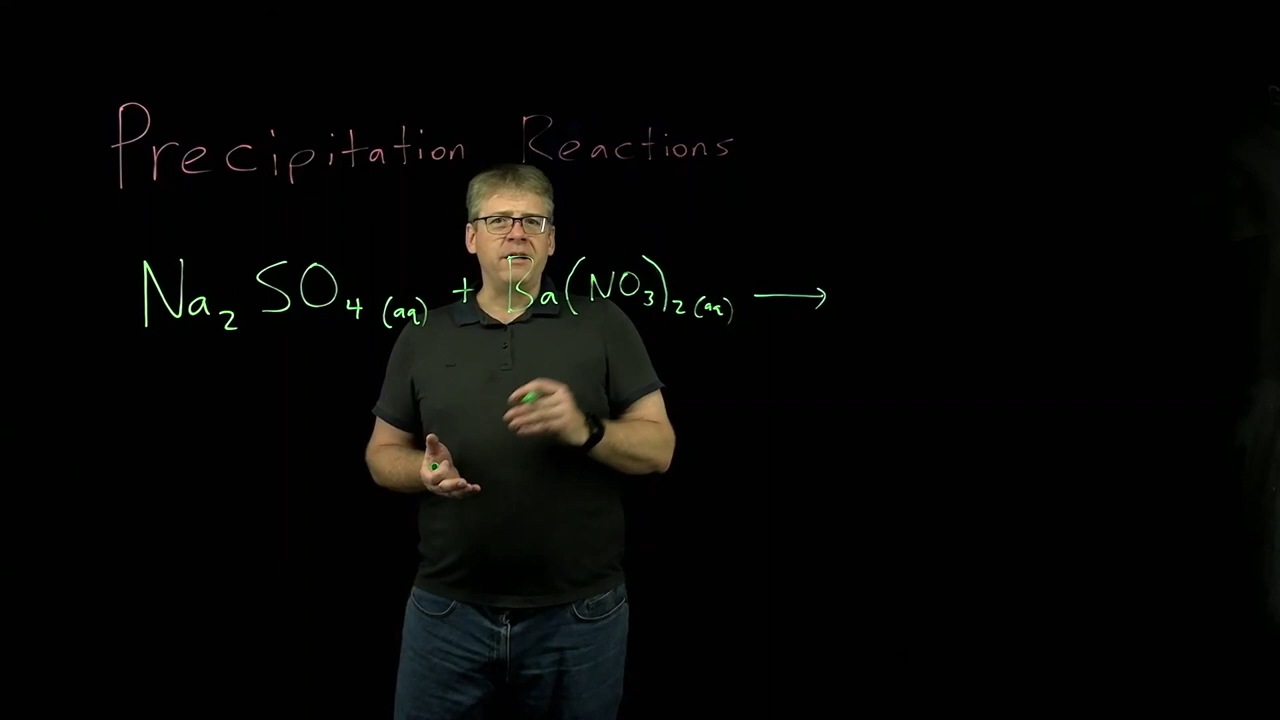 Precipitation Reactions
Na₂SO₄(aq) + Ba(NO₃)₂(aq) ⟶